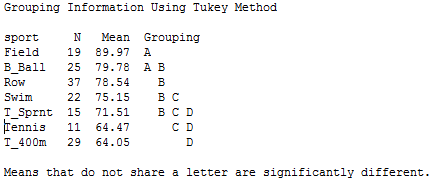 Grouping Information Using Tukey Method
sport     N   Mean  Grouping
Field    19  89.97  A
B_Ball   25  79.78  A B
Row      37  78.54    B
Swim     22  75.15    B C
T_Sprnt  15  71.51    B C D
Tennis   11  64.47      C D
T_400m   29  64.05        D
Means that do not share a letter are significantly different.